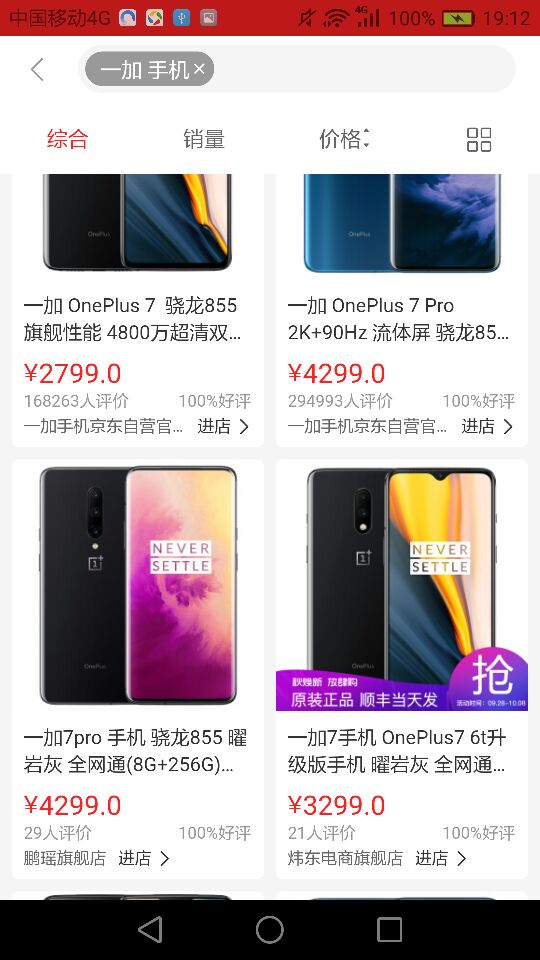 中国移动4G
4G
100%
19:12
一加 手机×
综合
销量
价格
OnePlus
OnePlus
一加 OnePlus 7 骁龙855
旗舰性能 4800万超清双...
¥2799.0
168263人评价
100%好评
一加手机京东自营官...
进店
一加 OnePlus 7 Pro
2K+90Hz 流体屏 骁龙85...
¥4299.0
294993人评价
100%好评
一加手机京东自营官...
进店
NEVER
SETTLE
OnePlus
一加7pro 手机 骁龙855 曜
岩灰 全网通(8G+256G)...
¥4299.0
29人评价
100%好评
鹏瑶旗舰店
进店
NEVER
SETTLE
OnePlus
秋焕新 放肆购
原装正品 顺丰当天发
抢
活动时间：09.28-10.08
一加7手机 OnePlus7 6t升
级版手机 曜岩灰 全网通...
¥3299.0
21人评价
100%好评
炜东电商旗舰店
进店